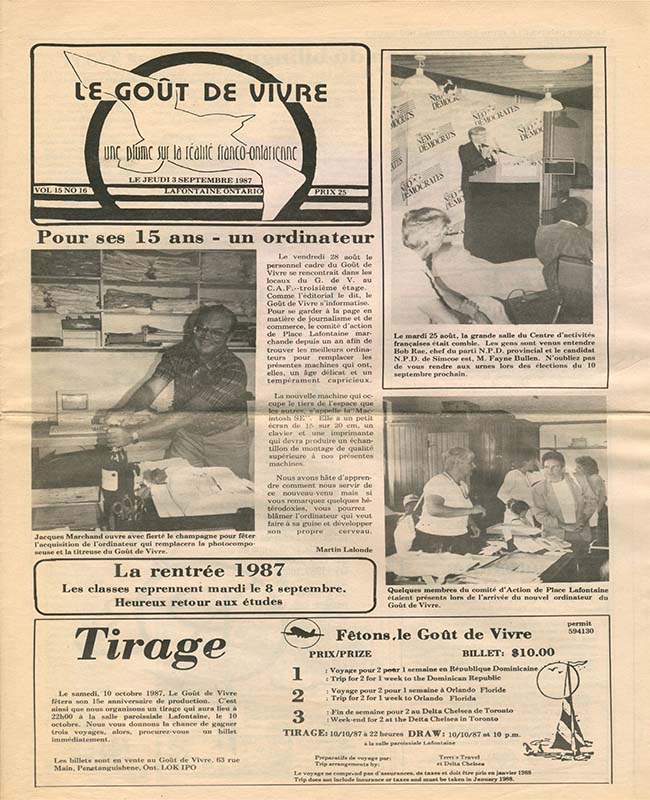 LE GOÛT DE VIVRE
une plume sur la réalité franco-ontarienne
LE JEUDI 3 SEPTEMBRE 1987
VOL 15 NO 16 LAFONTAINE ONTARIO PRIX 25
Pour ses 15 ans - un ordinateur
Le vendredi 28 août le
personnel cadre du Goût de
Vivre se rencontrait dans les
locaux du G. de V. au
C.A.F.--troisième étage.
Comme l'éditorial le dit, le
Goût de Vivre s'informatise.
Pour se garder à la page en
matière de journalisme et de
commerce, le comité d'action
de Place Lafontaine mar-
chande depuis un an afin de
trouver les meilleurs ordina-
teurs pour remplacer les
présentes machines qui ont,
elles, un âge délicat et un
tempérament capricieux.
La nouvelle machine qui oc-
cupe le tiers de l'espace que
les autres, s'appelle la "Mac-
intosh SE". Elle a un petit
écran de sur 20 cm, un
clavier et une imprimante
qui devra produire un échan-
tillon de montage de qualité
supérieure à nos présentes
machines.
Nous avons hâte d'appren-
dre comment nous servir de
ce nouveau-venu mais si
vous remarquez quelques hé-
térodoxies, vous pourrez
blâmer l'ordinateur qui veut
faire à sa guise et développer
son propre cerveau.
Martin Lalonde
Jacques Marchand ouvre avec fierté le champagne pour fêter
l'acquisition de l'ordinateur qui remplacera la photocompo-
seuse et la titreuse du Goût de Vivre.
NEW
DEMOCRATS
NEO
DEMOCRATES
Le mardi 25 août, la grande salle du Centre d'activités
françaises était comble. Les gens sont venus entendre
Bob Rae, chef du parti N.P.D. provincial et le candidat
N.P.D. de Simcoe est, M. Fayne Bullen. N'oubliez pas
de vous rendre aux urnes lors des élections du 10
septembre prochain.
Quelques membres du comité d'Action de Place Lafontaine
étaient présents lors de l'arrivée du nouvel ordinateur du
Goût de Vivre.
La rentrée 1987
Les classes reprennent mardi le 8 septembre.
Heureux retour aux études
Tirage
Le samedi, 10 octobre 1987, Le Goût de Vivre
fêtera son 15e anniversaire de production. C'est
ainsi que nous organisons un tirage qui aura lieu à
22h00 à la salle paroissiale Lafontaine, le 10
octobre. Nous vous donnons la chance de gagner
trois voyages, alors, procurez-vous un billet
immédiatement.
Les billets sont en vente au Goût de Vivre, 63 rue
Main, Penetanguishene, Ont. LOK IPO
permit
594130
Fêtons le Goût de Vivre
PRIX/PRIZE BILLET: $10.00
1 : Voyage pour 2 pour 1 semaine en République Dominicaine
: Trip for 2 for 1 week to the Dominican Republic
2 : Voyage pour 2 pour 1 semaine à Orlando Floride
: Trip for 2 for 1 week to Orlando Florida
3 : Fin de semaine pour 2 au Delta Chelsea de Toronto
: Week-end for 2 at the Delta Chelsea in Toronto
TIRAGE: 10/10/87 à 22 heures DRAW: 10/10/87 at 10 p.m.
à la salle paroissiale Lafontaine
Préparatifs de voyage par: Terri's Travel
Trip arrangements by: et Delta Chelsea
Le voyage ne comprend pas d'assurances, de taxes et doit être pris en janvier 1988
Trip does not include insurance or taxes and must be taken in January 1988.